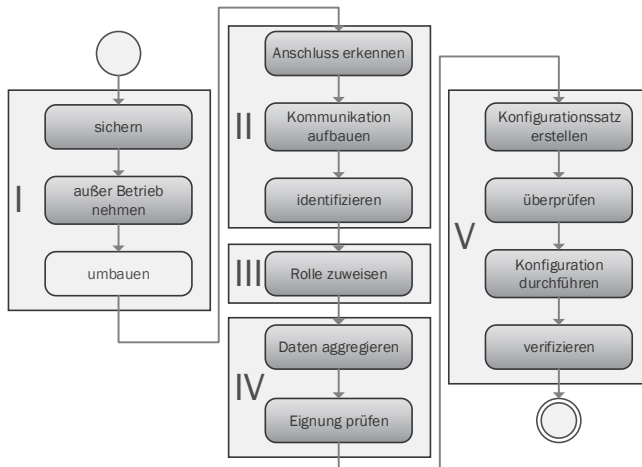 I
sichern
außer Betrieb
nehmen
umbauen
II
Anschluss erkennen
Kommunikation
aufbauen
identifizieren
III
Rolle zuweisen
IV
Daten aggregieren
Eignung prüfen
V
Konfigurationssatz
erstellen
überprüfen
Konfiguration
durchführen
verifizieren